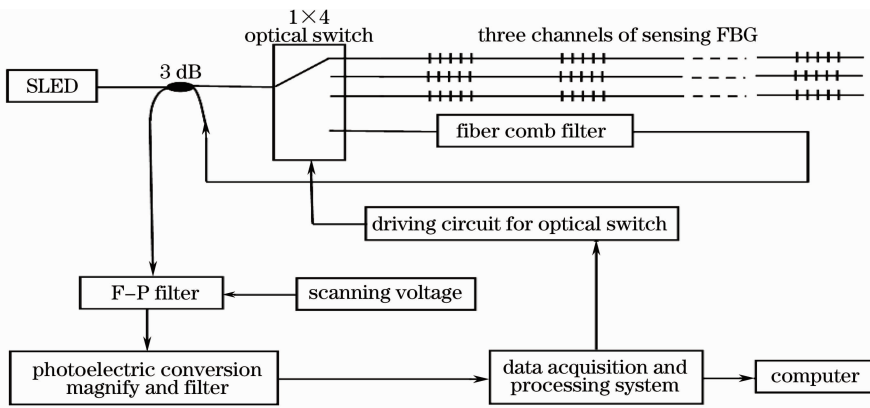 1×4
optical switch
three channels of sensing FBG
3 dB
SLED
fiber comb filter
driving circuit for optical switch
F–P filter
scanning voltage
photoelectric conversion
magnify and filter
data acquisition and
processing system
computer